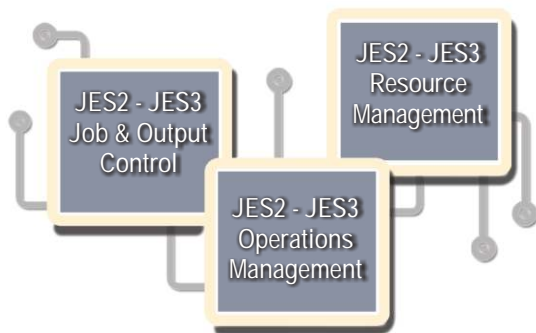 JES2 - JES3
Job & Output
Control
JES2 - JES3
Resource
Management
JES2 - JES3
Operations
Management